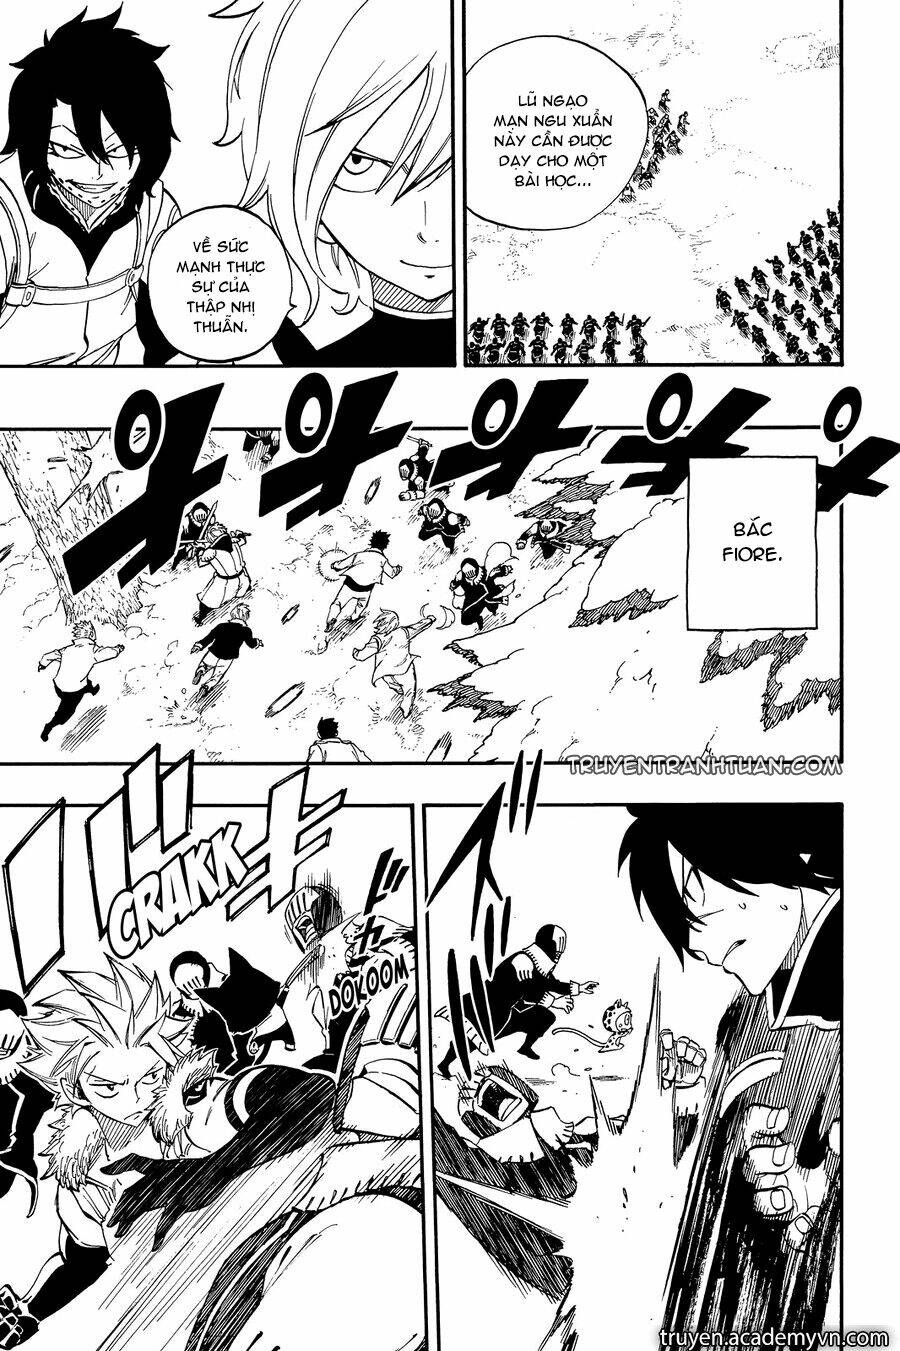 LŨ NGẠO
MẠN NGU XUẨN
NÀY CẦN ĐƯỢC
DẠY CHO MỘT
BÀI HỌC...
VỀ SỨC
MẠNH THỰC
SỰ CỦA
THẬP NHỊ
THUẪN.
BẮC
FIORE.
TRUYENTRANHTUAN.COM
CRAKK
DOKOOM
truyen.academyvn.com